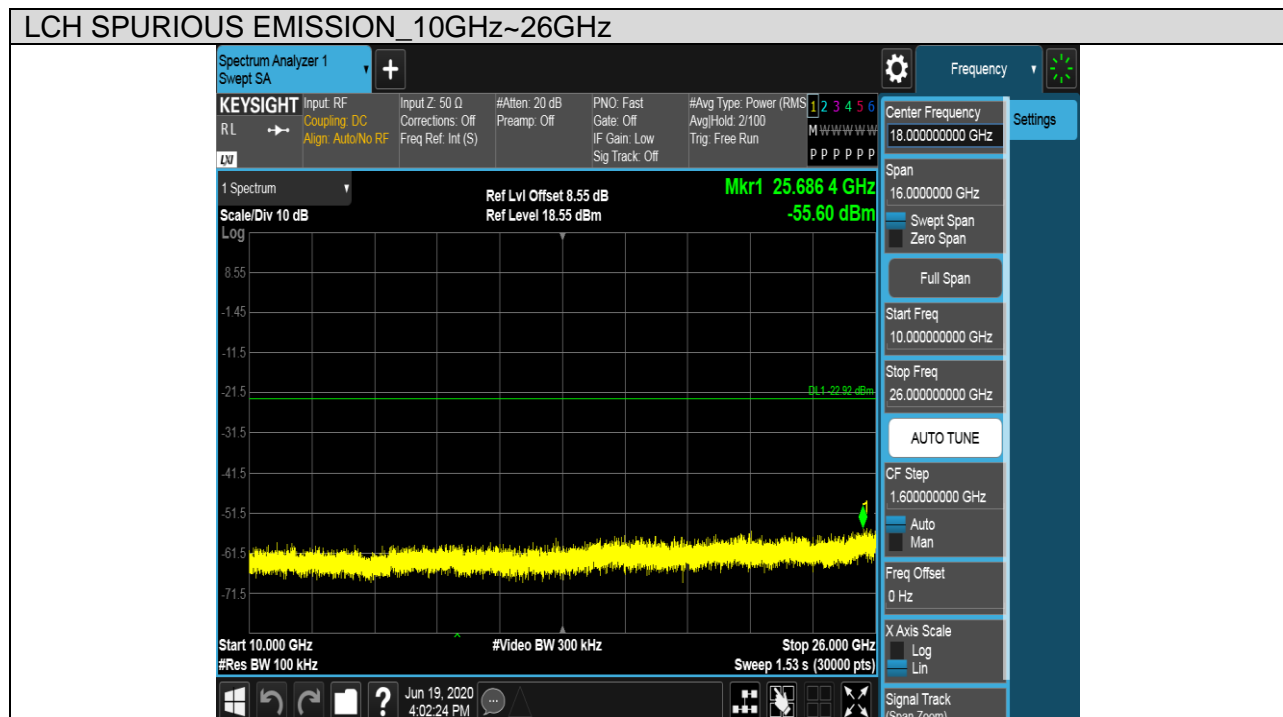 LCH SPURIOUS EMISSION_10GHz~26GHz
Spectrum Analyzer 1
Swept SA
+
Frequency
KEYSIGHT
RL
LXI
Input: RF
Coupling: DC
Align: Auto/No RF
Input Z: 50 Ω
Corrections: Off
Freq Ref: Int (S)
#Atten: 20 dB
Preamp: Off
PNO: Fast
Gate: Off
IF Gain: Low
Sig Track: Off
#Avg Type: Power (RMS
Avg|Hold: 2/100
Trig: Free Run
1 2 3 4 5 6
M W W W W W
P P P P P P
Center Frequency
18.000000000 GHz
Settings
1 Spectrum
Ref Lvl Offset 8.55 dB
Mkr1 25.686 4 GHz
Scale/Div 10 dB
Ref Level 18.55 dBm
-55.60 dBm
Log
8.55
-1.45
-11.5
-21.5
DL1 -22.92 dBm
-31.5
-41.5
-51.5
1
-61.5
-71.5
Start 10.000 GHz
#Video BW 300 kHz
Stop 26.000 GHz
#Res BW 100 kHz
Sweep 1.53 s (30000 pts)
Span
16.0000000 GHz
Swept Span
Zero Span
Full Span
Start Freq
10.000000000 GHz
Stop Freq
26.000000000 GHz
AUTO TUNE
CF Step
1.600000000 GHz
Auto
Man
Freq Offset
0 Hz
X Axis Scale
Log
Lin
Signal Track
(Span Zoom)
?
Jun 19, 2020
4:02:24 PM